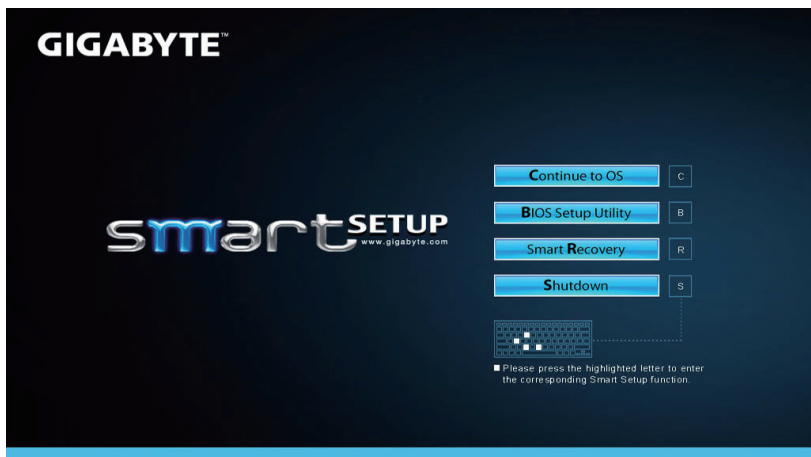 GIGABYTE™
smart SETUP
www.gigabyte.com
Continue to OS C
BIOS Setup Utility B
Smart Recovery R
Shutdown S
Please press the highlighted letter to enter
the corresponding Smart Setup function.